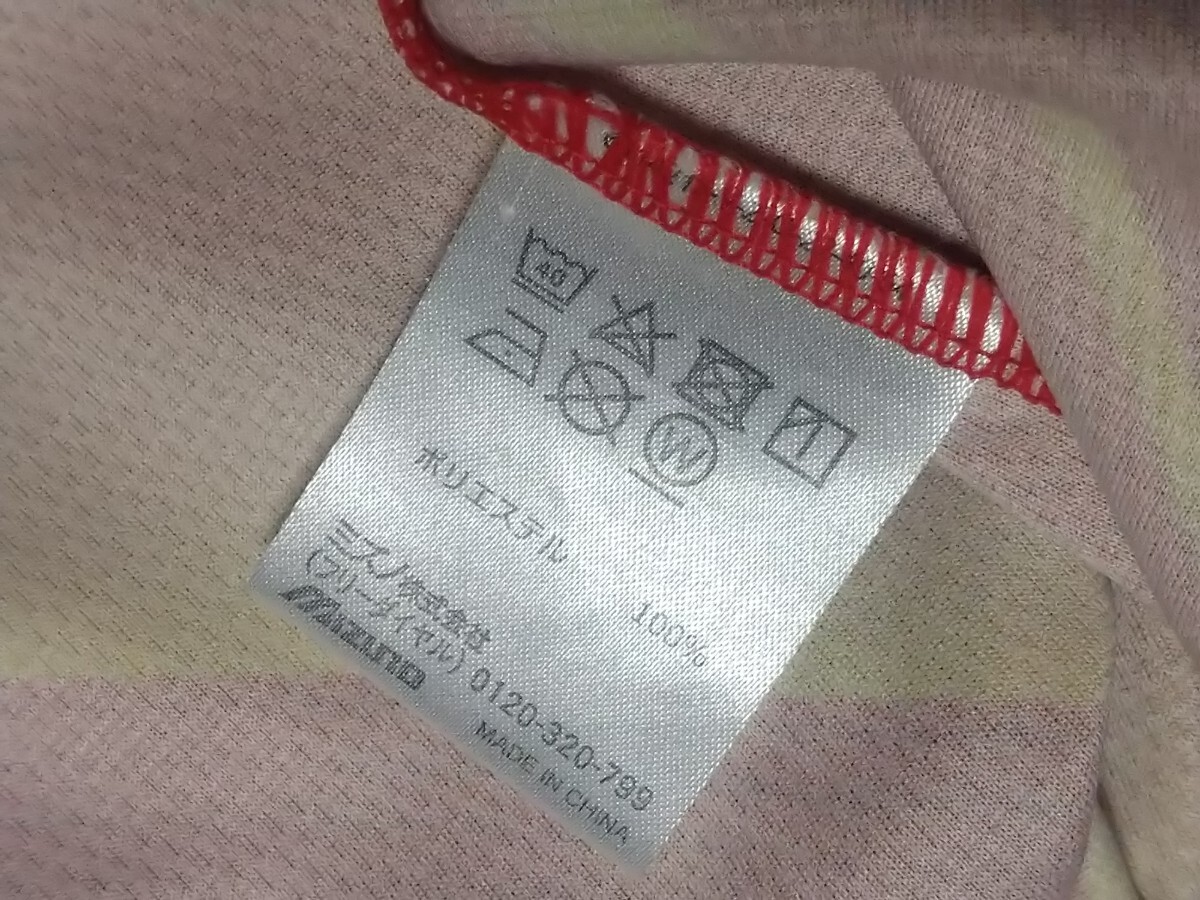 40
W
ポリエステル 100%
ミズノ株式会社
(フリーダイヤル) 0120-320-799
MIZUNO
MADE IN CHINA